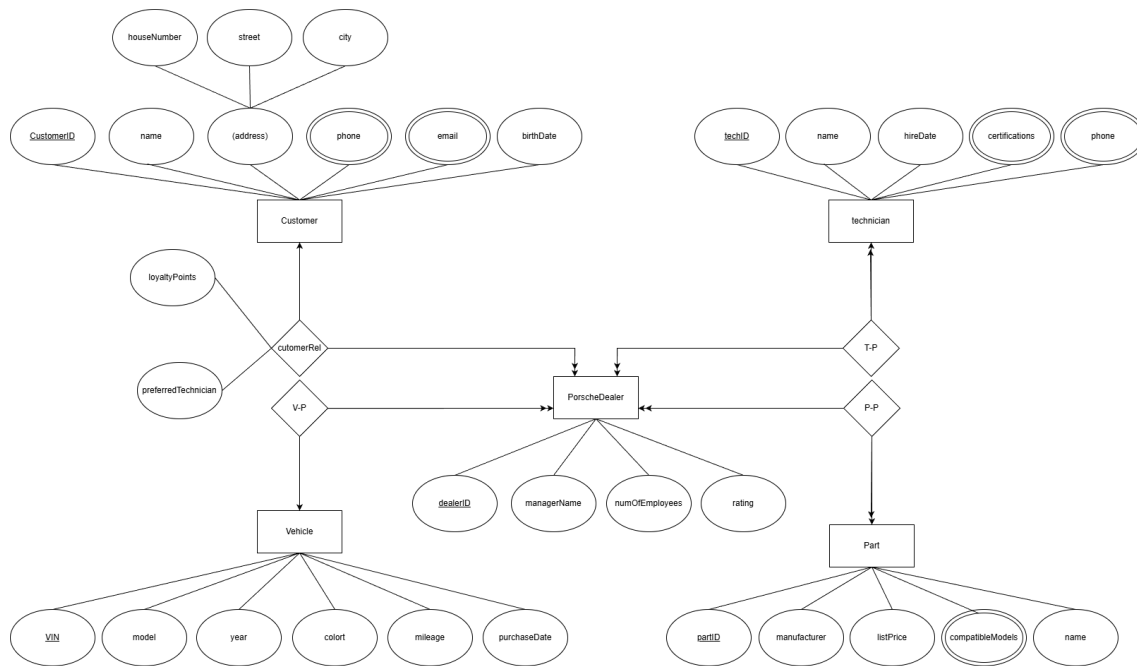 houseNumber
street
city
CustomerID
name
(address)
phone
email
birthDate
techID
name
hireDate
certifications
phone
Customer
technician
loyaltyPoints
cutomerRel
T-P
preferredTechnician
V-P
PorscheDealer
P-P
dealerID
managerName
numOfEmployees
rating
Vehicle
Part
VIN
model
year
colort
mileage
purchaseDate
partID
manufacturer
listPrice
compatibleModels
name